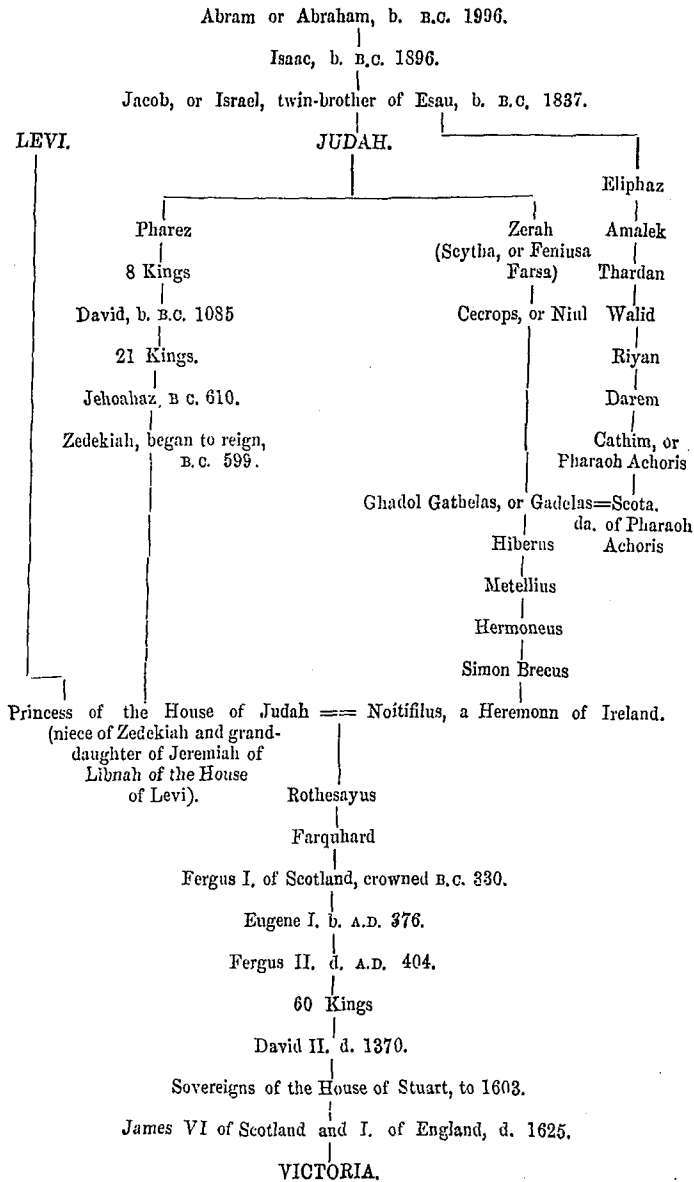 Abram or Abraham, b. B.C. 1996.
Isaac, b. B.C. 1896.
Jacob, or Israel, twin-brother of Esau, b. B.C. 1837.
LEVI. JUDAH.
Eliphaz
Pharez Zerah Amalek
(Scytha, or Feniusa
8 Kings Farsa) Thardan
David, b. B.C. 1085 Cecrops, or Niul Walid
21 Kings. Riyan
Jehoahaz, B C. 610. Darem
Zedekiah, began to reign, Cathim, or
B.C. 599. Pharaoh Achoris
Ghadol Gathelas, or Gadelas=Scota.
da. of Pharaoh
Hiberus Achoris
Metellius
Hermoneus
Simon Brecus
Princess of the House of Judah == Noítifilus, a Heremonn of Ireland.
(niece of Zedekiah and grand-
daughter of Jeremiah of
Libnah of the House
of Levi). Rothesayus
Farquhard
Fergus I. of Scotland, crowned B.C. 330.
Eugene I. b. A.D. 376.
Fergus II. d. A.D. 404.
60 Kings
David II. d. 1370.
Sovereigns of the House of Stuart, to 1603.
James VI of Scotland and I. of England, d. 1625.
VICTORIA.